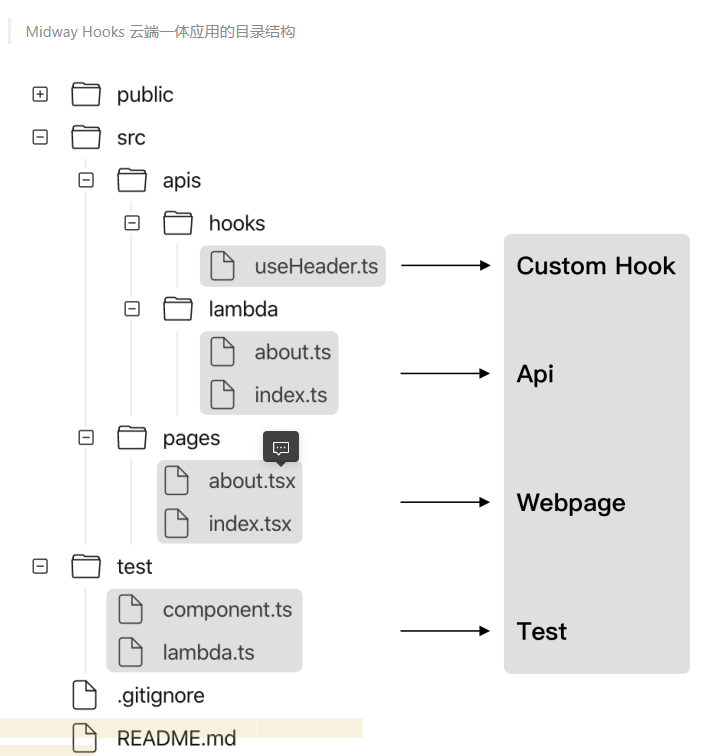 Midway Hooks 云端一体应用的目录结构
public
src
apis
hooks
useHeader.ts
Custom Hook
lambda
about.ts
index.ts
Api
pages
about.tsx
index.tsx
Webpage
test
component.ts
lambda.ts
Test
.gitignore
README.md